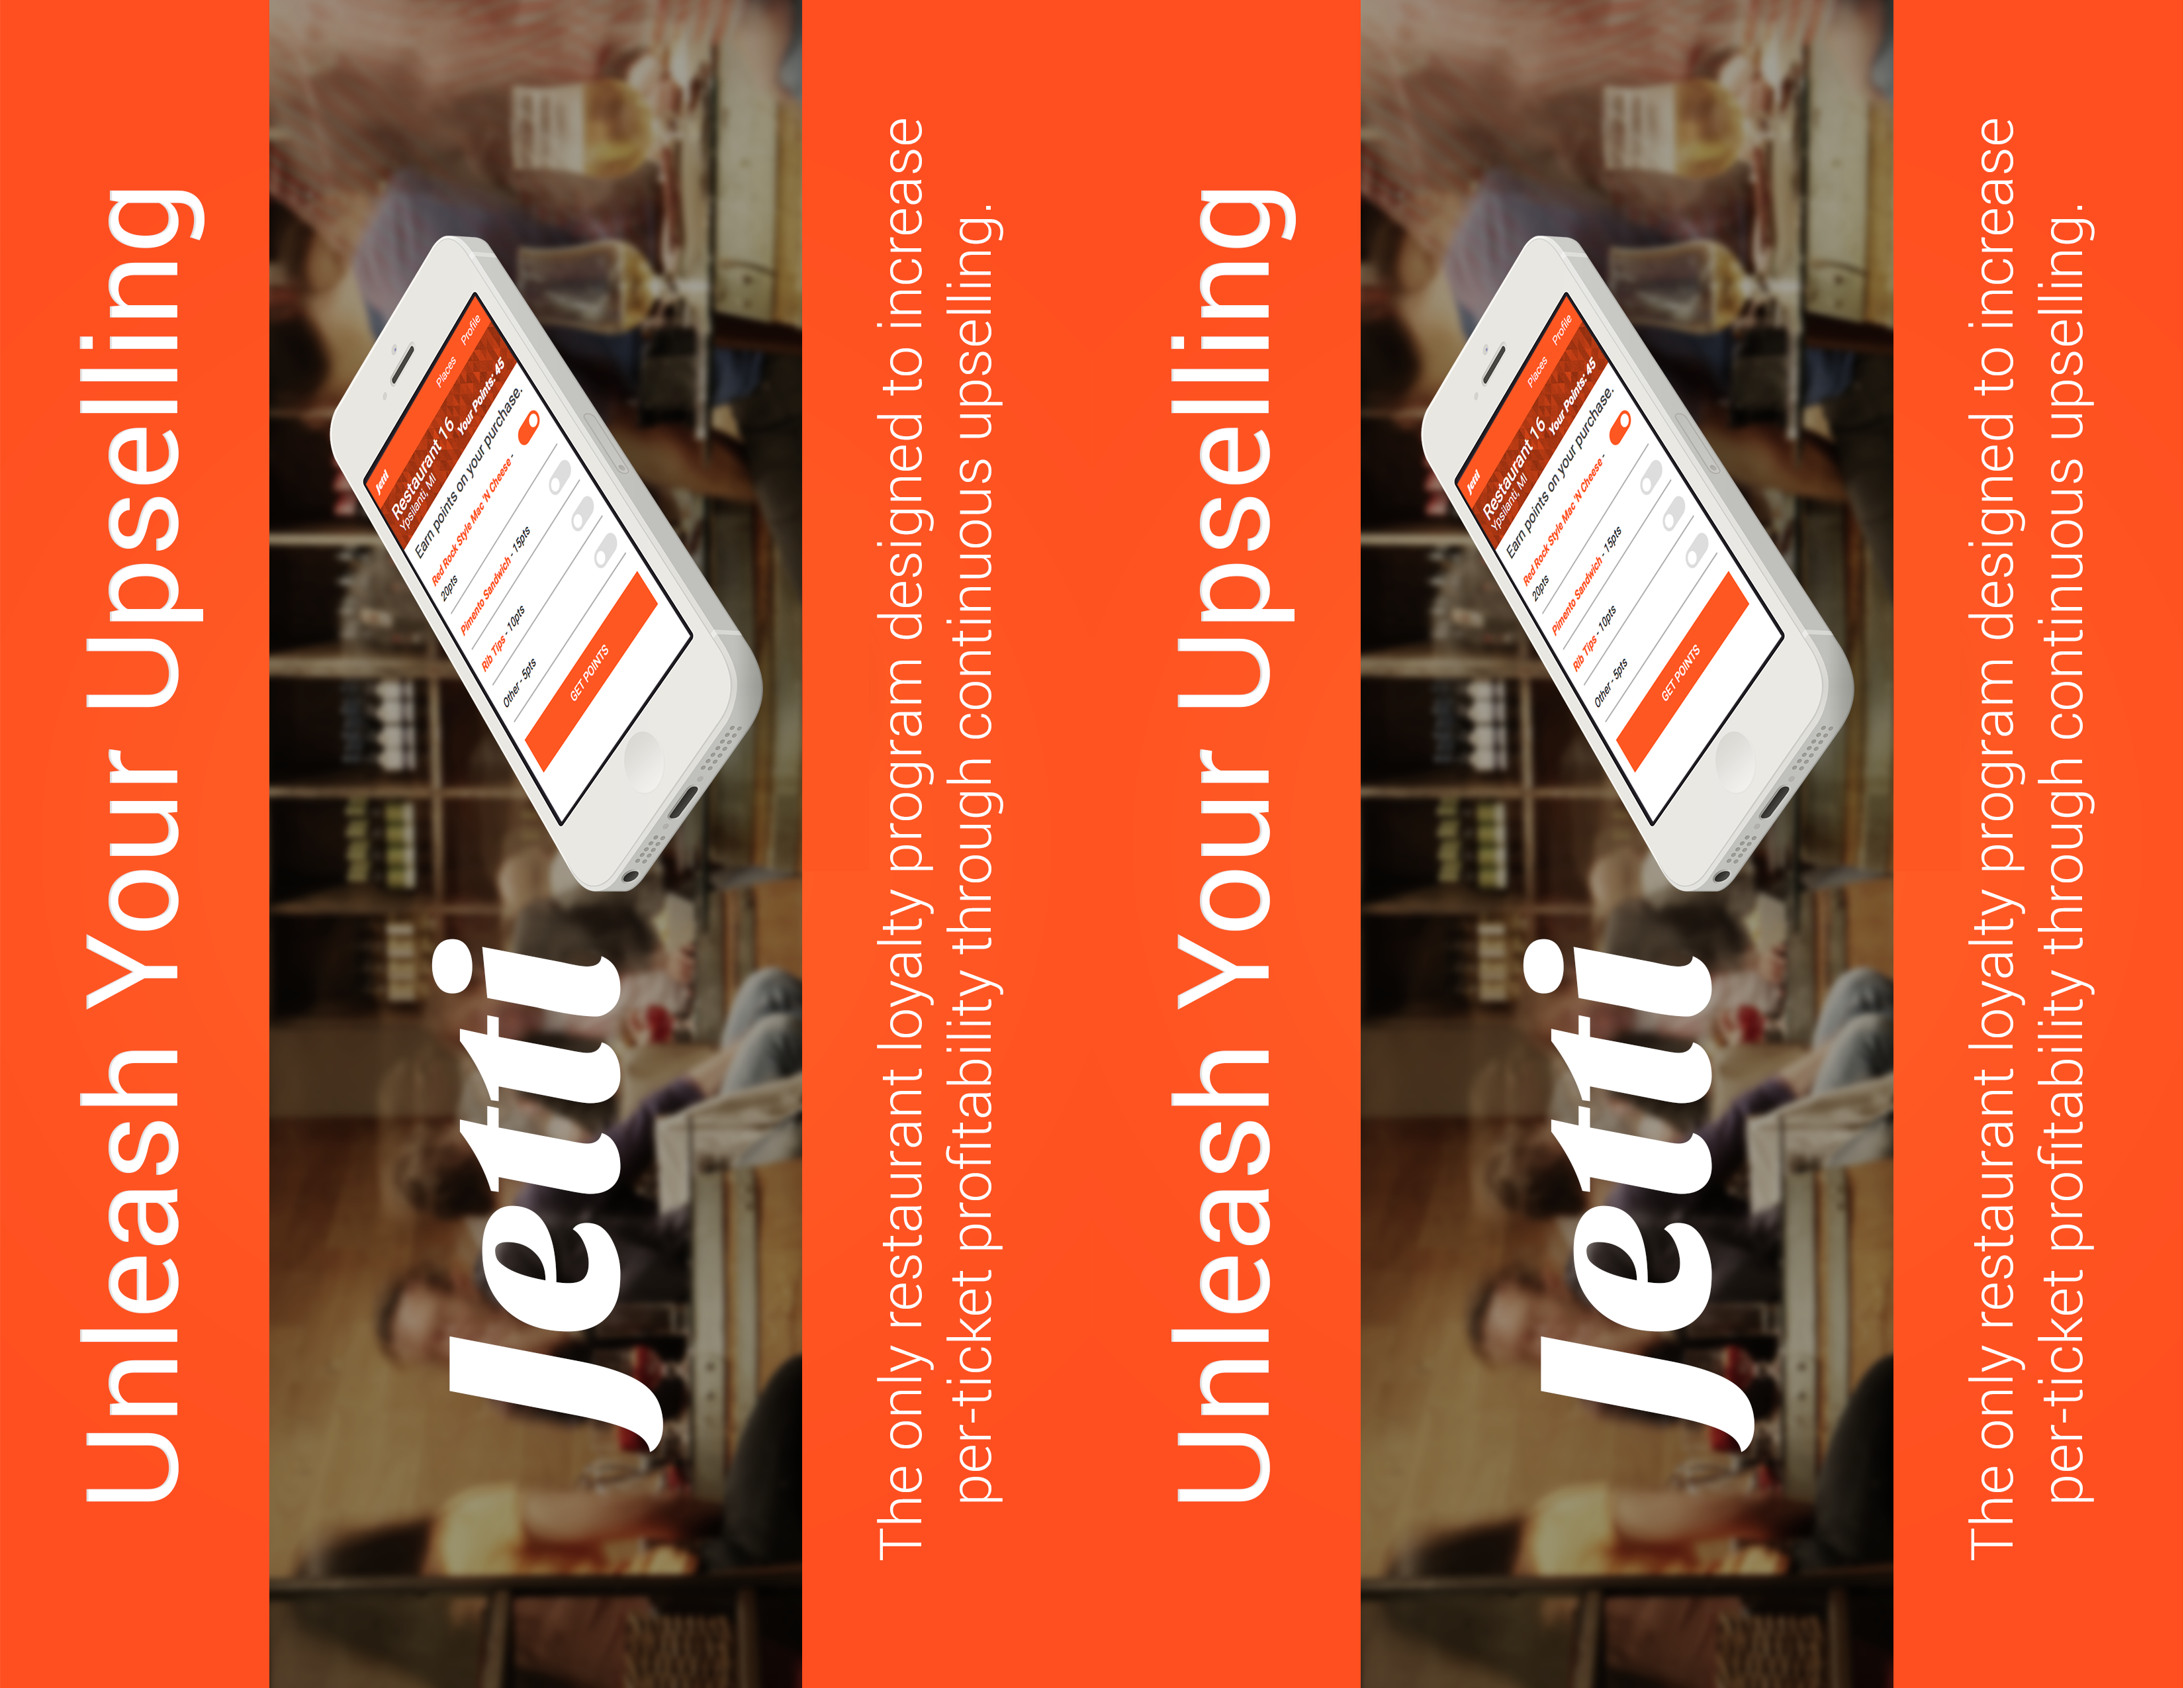 Unleash Your Upselling
Jetti
Jetti
Places
Profile
Restaurant 16
Ypsilanti, MI
Your Points: 45
Earn points on your purchase.
Red Rock Style Mac 'N Cheese -
20pts
Pimento Sandwich - 15pts
Rib Tips - 10pts
Other - 5pts
GET POINTS
The only restaurant loyalty program designed to increase
per-ticket profitability through continuous upselling.
Unleash Your Upselling
Jetti
Jetti
Places
Profile
Restaurant 16
Ypsilanti, MI
Your Points: 45
Earn points on your purchase.
Red Rock Style Mac 'N Cheese -
20pts
Pimento Sandwich - 15pts
Rib Tips - 10pts
Other - 5pts
GET POINTS
The only restaurant loyalty program designed to increase
per-ticket profitability through continuous upselling.